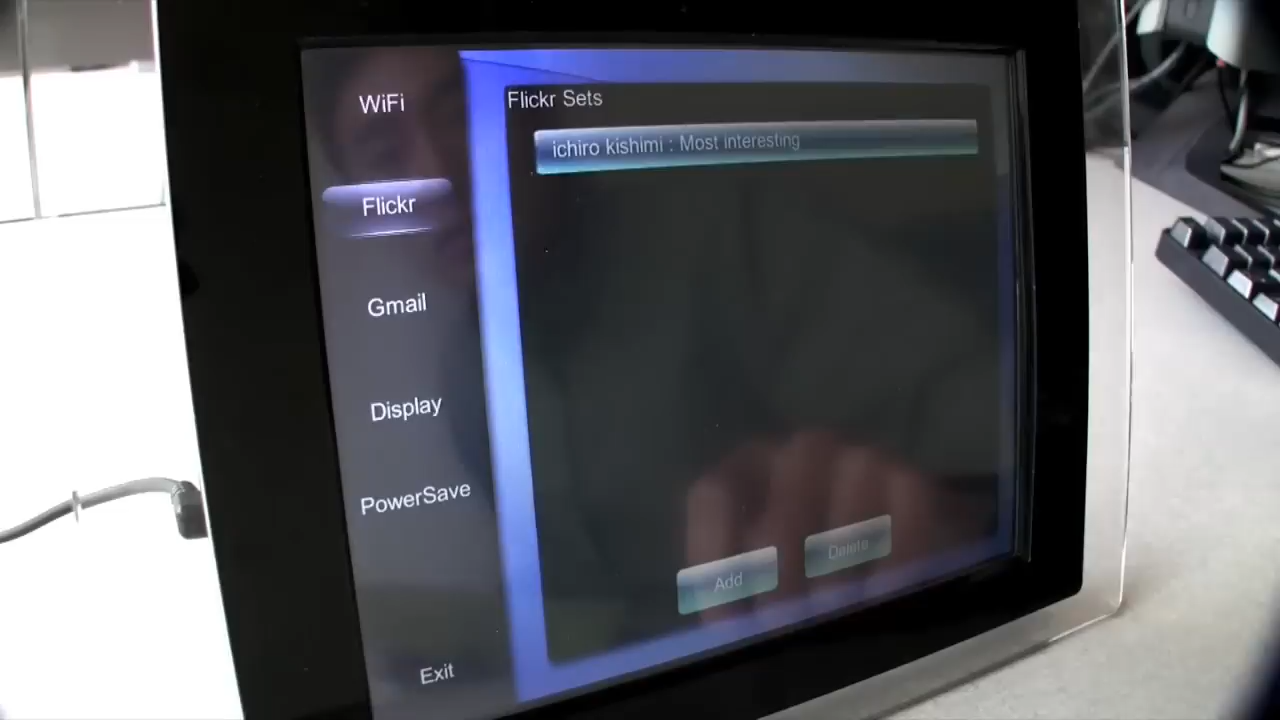 WiFi
Flickr
Gmail
Display
PowerSave
Exit
Flickr Sets
ichiro kishimi : Most interesting
Add
Delete